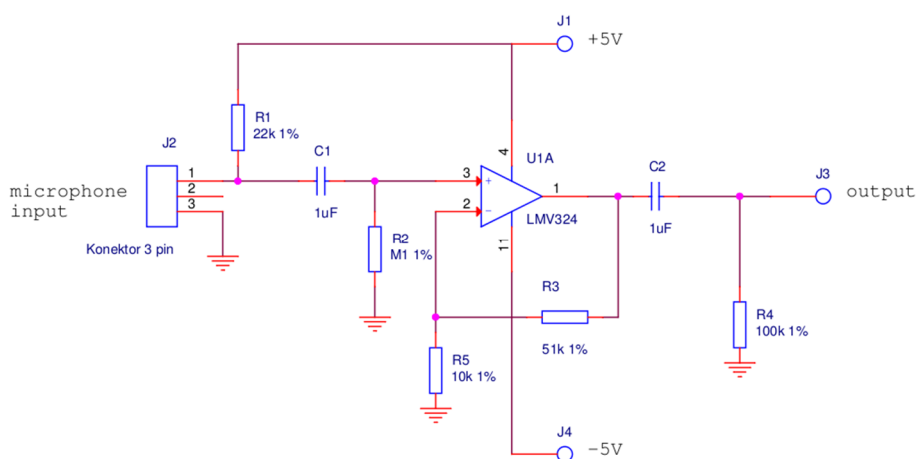 J1
+5V
R1
22k 1%
J2
C1
U1A
C2
J3
4
1
2
3
3
2
+
−
1
microphone
input
output
1uF
LMV324
1uF
11
Konektor 3 pin
R2
M1 1%
R3
51k 1%
R4
100k 1%
R5
10k 1%
J4
−5V